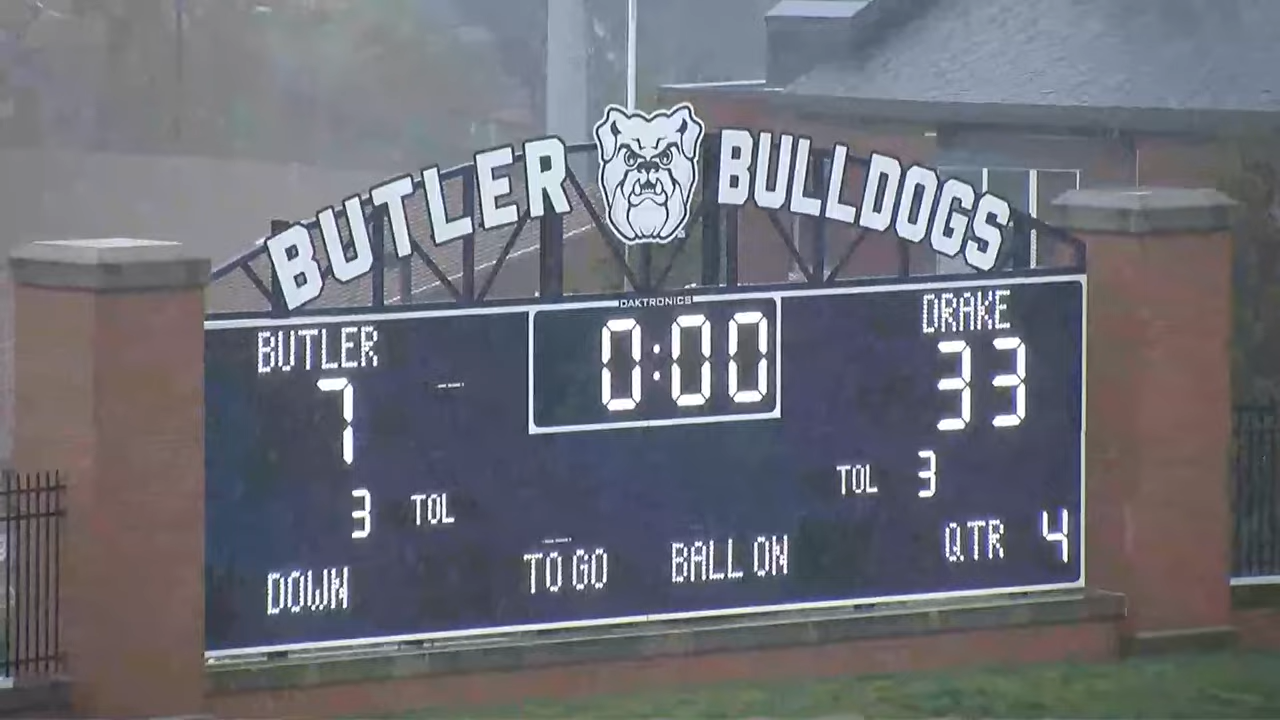 BUTLER BULLDOGS
DAKTRONICS
BUTLER 0:00 DRAKE
7 33
3 TOL TOL 3
DOWN TO GO BALL ON QTR 4